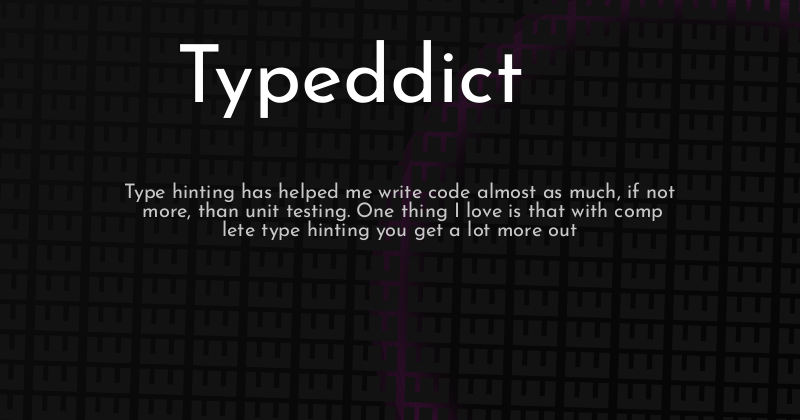 Typeddict
Type hinting has helped me write code almost as much, if not
more, than unit testing. One thing I love is that with comp
lete type hinting you get a lot more out